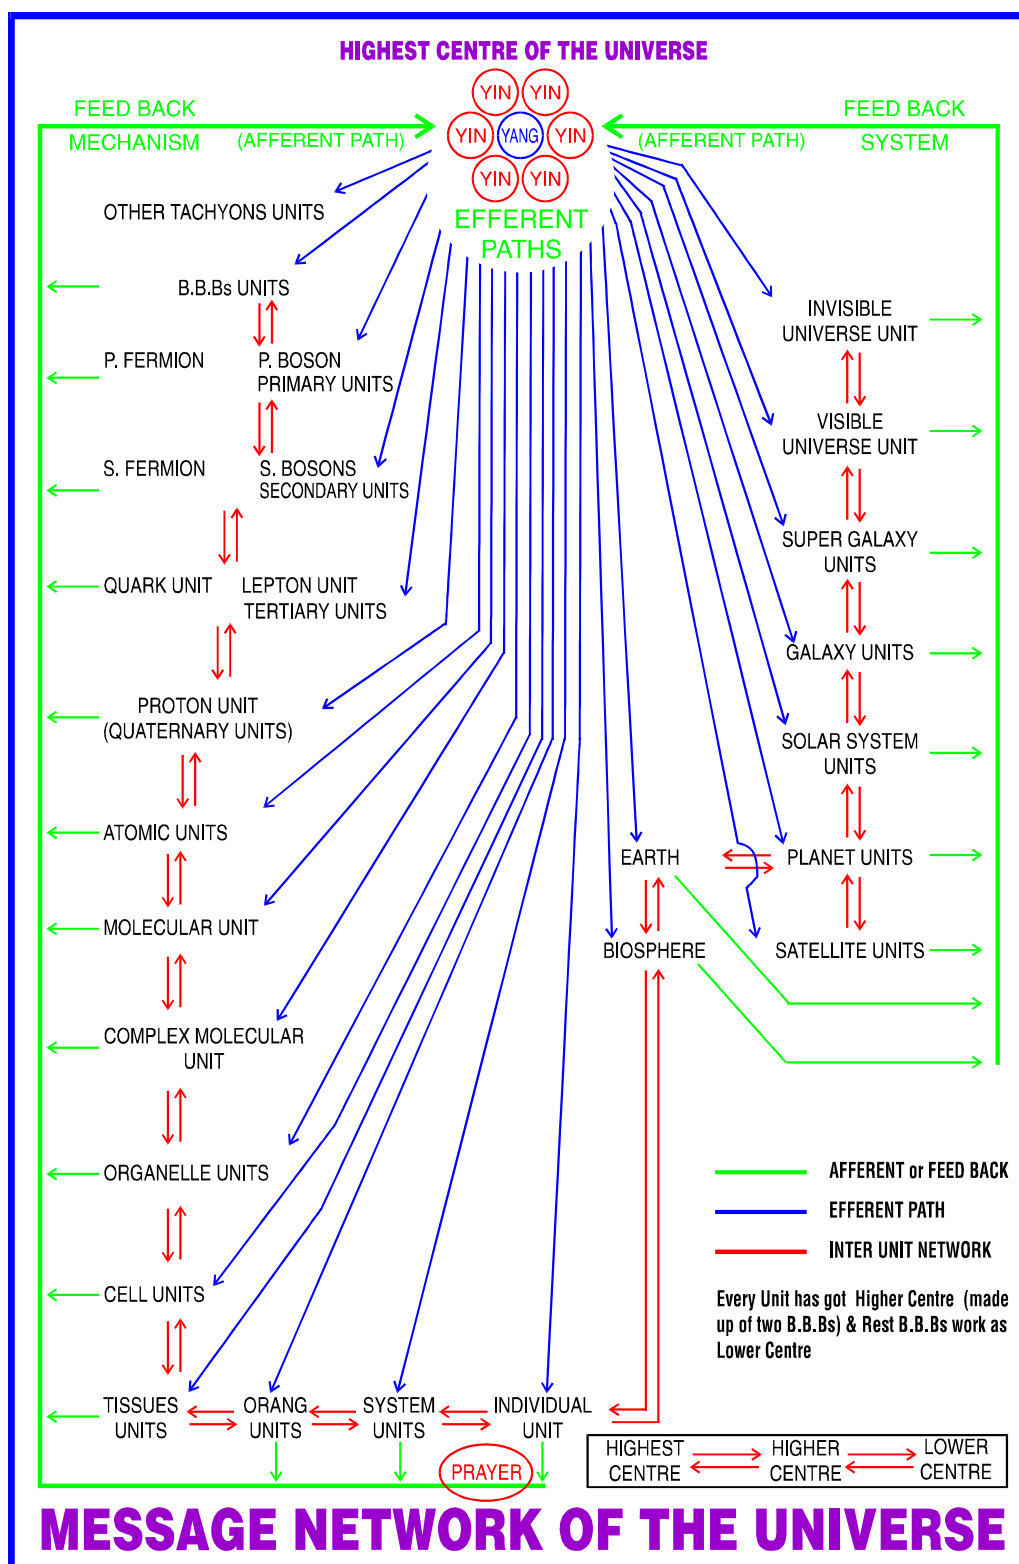 HIGHEST CENTRE OF THE UNIVERSE
YIN YIN
YIN YANG YIN
YIN YIN
FEED BACK
MECHANISM (AFFERENT PATH)
FEED BACK
(AFFERENT PATH) SYSTEM
EFFERENT
PATHS
OTHER TACHYONS UNITS
B.B.Bs UNITS
P. FERMION P. BOSON
PRIMARY UNITS
S. FERMION S. BOSONS
SECONDARY UNITS
QUARK UNIT LEPTON UNIT
TERTIARY UNITS
PROTON UNIT
(QUATERNARY UNITS)
ATOMIC UNITS
MOLECULAR UNIT
COMPLEX MOLECULAR
UNIT
ORGANELLE UNITS
CELL UNITS
TISSUES
UNITS
ORANG
UNITS
SYSTEM
UNITS
INDIVIDUAL
UNIT
PRAYER
INVISIBLE
UNIVERSE UNIT
VISIBLE
UNIVERSE UNIT
SUPER GALAXY
UNITS
GALAXY UNITS
SOLAR SYSTEM
UNITS
EARTH PLANET UNITS
BIOSPHERE SATELLITE UNITS
AFFERENT or FEED BACK
EFFERENT PATH
INTER UNIT NETWORK
Every Unit has got Higher Centre (made
up of two B.B.Bs) & Rest B.B.Bs work as
Lower Centre
HIGHEST HIGHER LOWER
CENTRE CENTRE CENTRE
MESSAGE NETWORK OF THE UNIVERSE